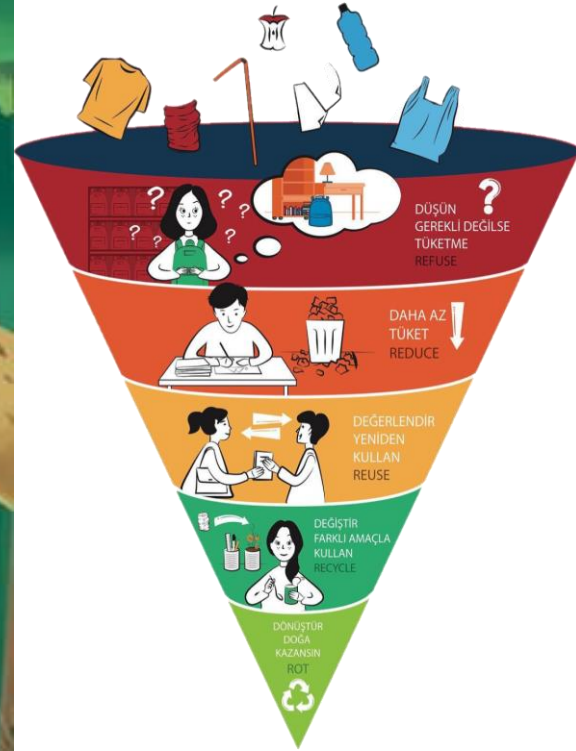 DÜŞÜN
GEREKLİ DEĞİLSE
TÜKETME
REFUSE
DAHA AZ
TÜKET
REDUCE
DEĞERLENDİR
YENİDEN
KULLAN
REUSE
DEĞİŞTİR
FARKLI AMAÇLA
KULLAN
RECYCLE
DÖNÜŞTÜR
DOĞA
KAZANSIN
ROT